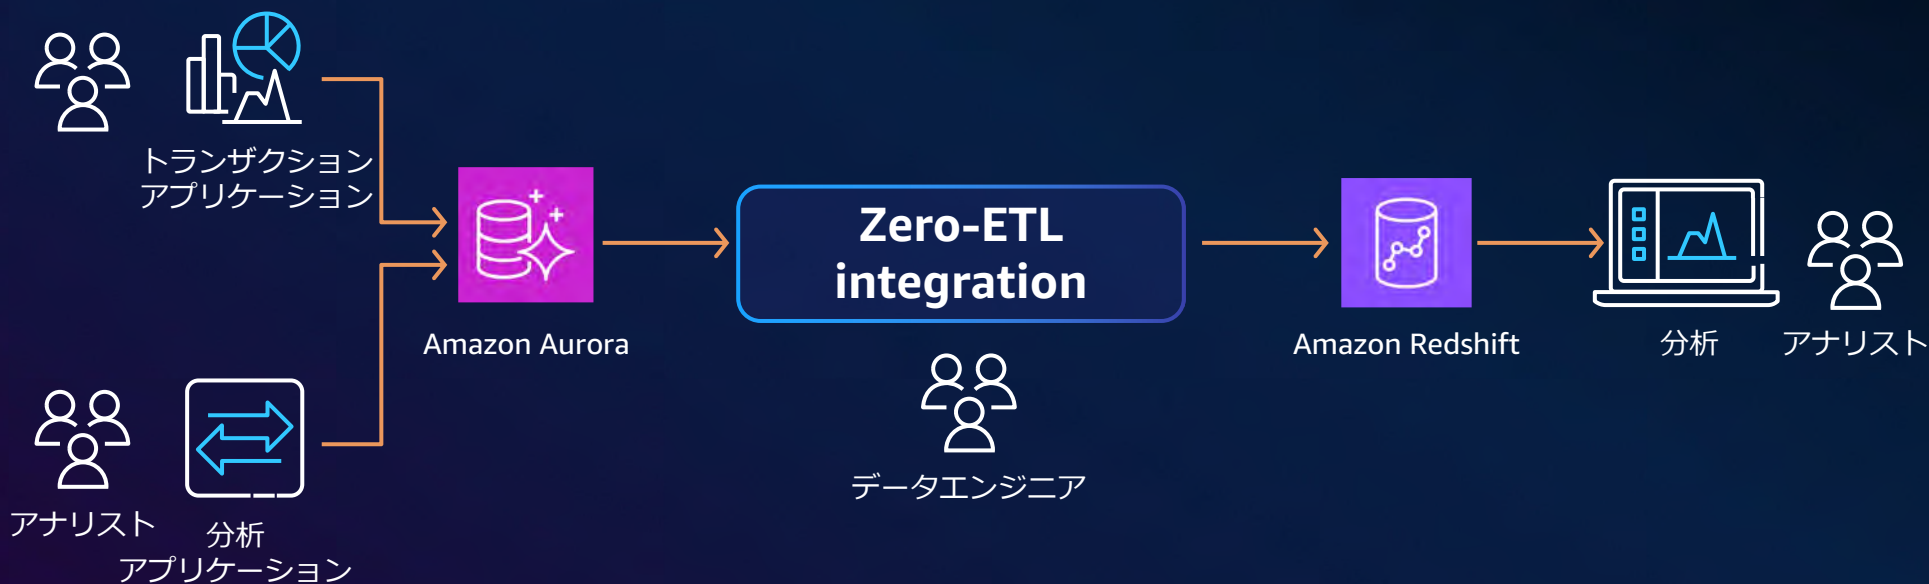 トランザクション
アプリケーション
Amazon Aurora
Zero-ETL
integration
Amazon Redshift
分析
アナリスト
データエンジニア
アナリスト
分析
アプリケーション